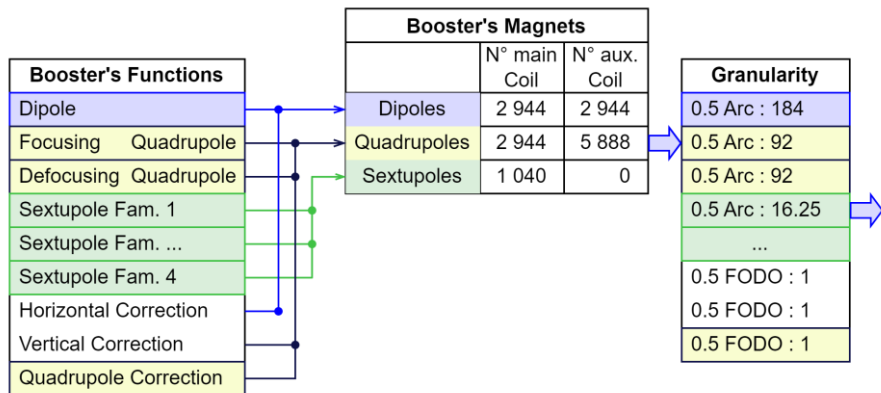 Booster's Functions
Dipole
Focusing Quadrupole
Defocusing Quadrupole
Sextupole Fam. 1
Sextupole Fam. ...
Sextupole Fam. 4
Horizontal Correction
Vertical Correction
Quadrupole Correction
Booster's Magnets
N° main Coil N° aux. Coil
Dipoles 2 944 2 944
Quadrupoles 2 944 5 888
Sextupoles 1 040 0
Granularity
0.5 Arc : 184
0.5 Arc : 92
0.5 Arc : 92
0.5 Arc : 16.25
...
0.5 FODO : 1
0.5 FODO : 1
0.5 FODO : 1